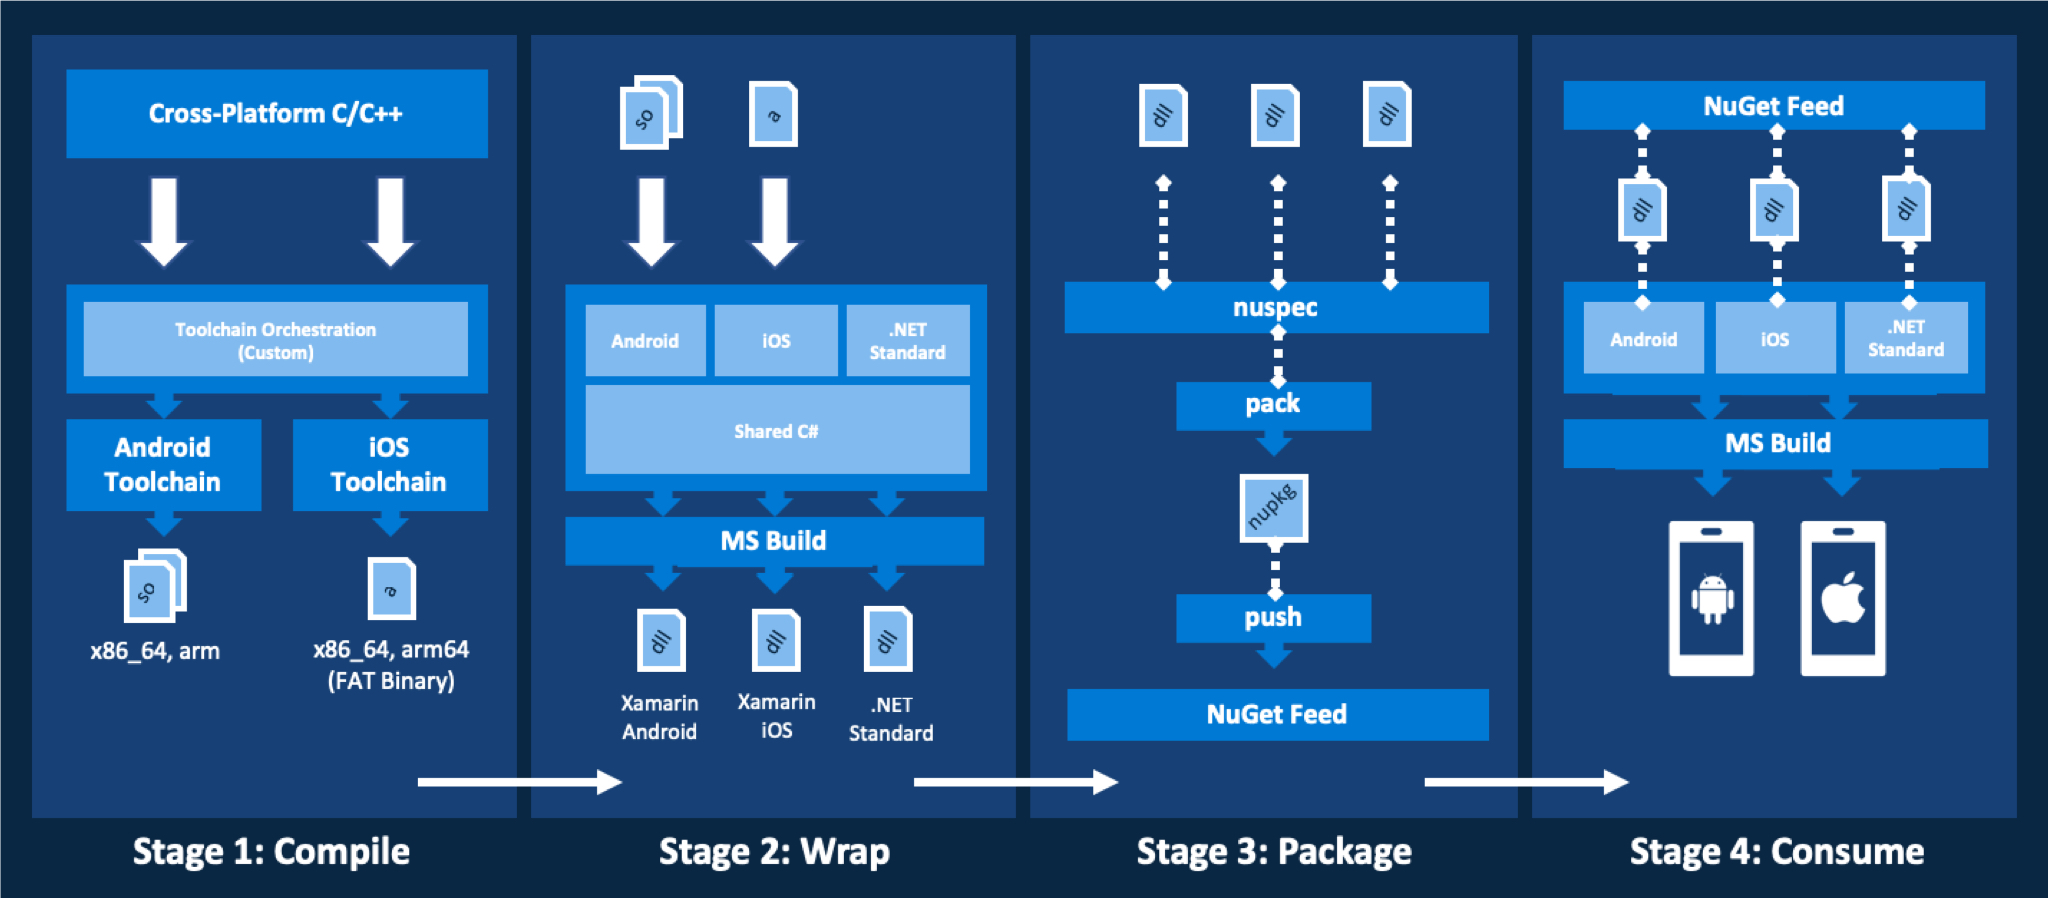 Cross-Platform C/C++
Toolchain Orchestration
(Custom)
Android
Toolchain
iOS
Toolchain
so
a
x86_64, arm
x86_64, arm64
(FAT Binary)
Stage 1: Compile
so
a
Android
iOS
.NET
Standard
Shared C#
MS Build
dll
dll
dll
Xamarin
Android
Xamarin
iOS
.NET
Standard
Stage 2: Wrap
dll
dll
dll
nuspec
pack
nupkg
push
NuGet Feed
Stage 3: Package
NuGet Feed
dll
dll
dll
Android
iOS
.NET
Standard
MS Build
Stage 4: Consume